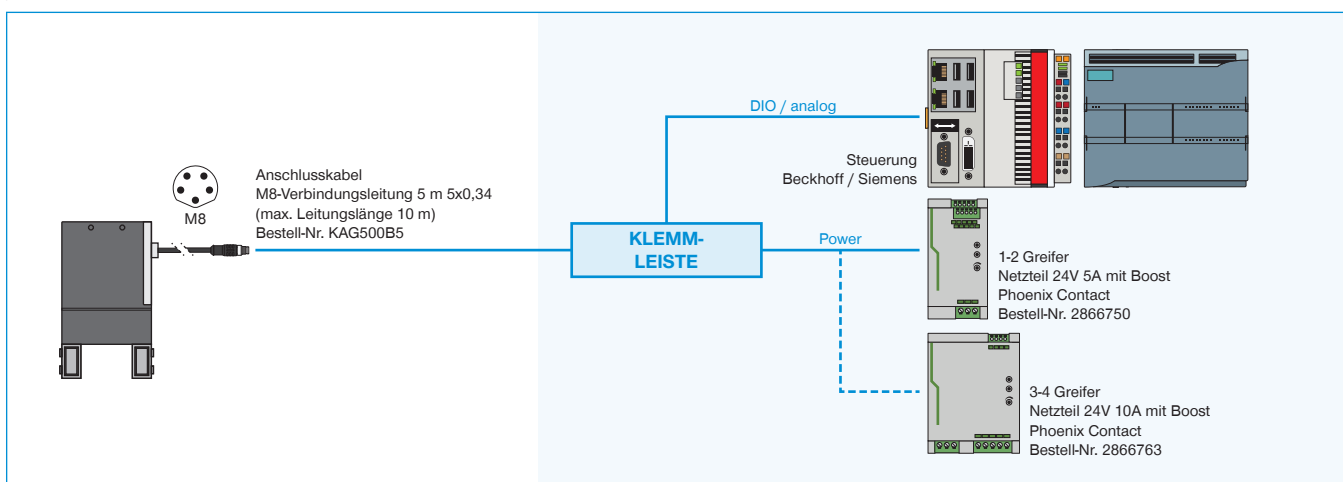 Anschlusskabel
M8-Verbindungsleitung 5 m 5x0,34
(max. Leitungslänge 10 m)
Bestell-Nr. KAG500B5
M8
KLEMM-
LEISTE
DIO / analog
Steuerung
Beckhoff / Siemens
Power
1-2 Greifer
Netzteil 24V 5A mit Boost
Phoenix Contact
Bestell-Nr. 2866750
3-4 Greifer
Netzteil 24V 10A mit Boost
Phoenix Contact
Bestell-Nr. 2866763